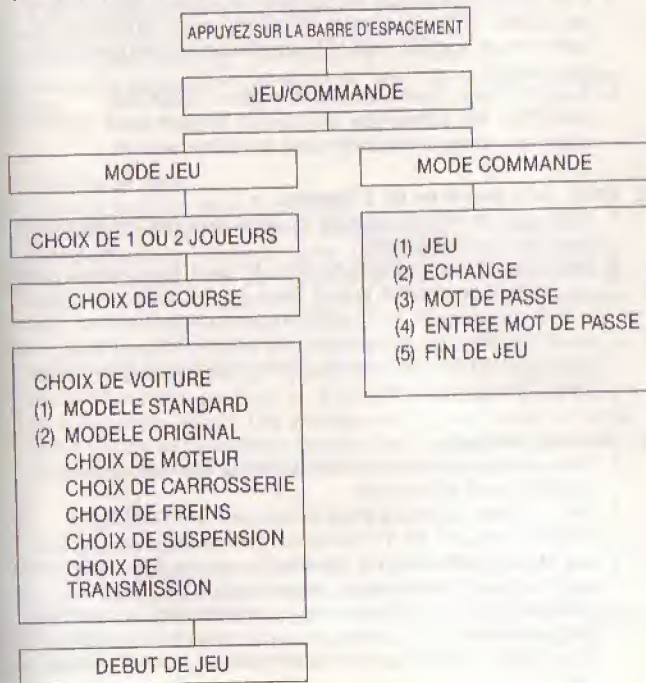 APPUYEZ SUR LA BARRE D'ESPACEMENT
JEU/COMMANDE
MODE JEU
CHOIX DE 1 OU 2 JOUEURS
CHOIX DE COURSE
CHOIX DE VOITURE
(1) MODELE STANDARD
(2) MODELE ORIGINAL
CHOIX DE MOTEUR
CHOIX DE CARROSSERIE
CHOIX DE FREINS
CHOIX DE SUSPENSION
CHOIX DE
TRANSMISSION
DEBUT DE JEU
MODE COMMANDE
(1) JEU
(2) ECHANGE
(3) MOT DE PASSE
(4) ENTREE MOT DE PASSE
(5) FIN DE JEU